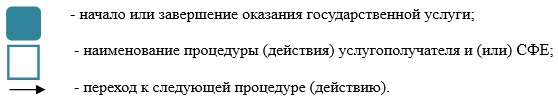 - начало или завершение оказания государственной услуги;
- наименование процедуры (действия) услугополучателя и (или) СФЕ;
- переход к следующей процедуре (действию).